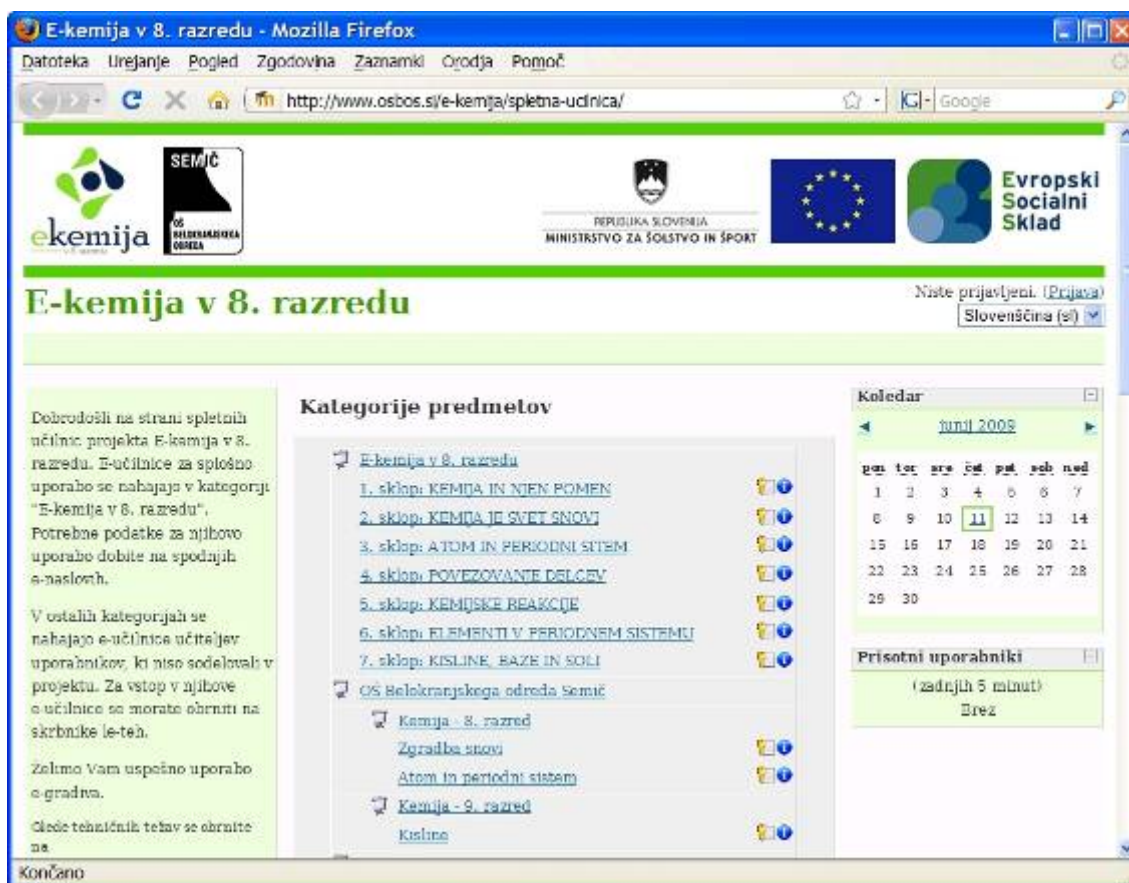 E-kemija v 8. razredu - Mozilla Firefox
Datoteka Urejanje Pogled Zgodovina Zaznamki Orodja Pomoč
http://www.osbos.si/e-kemija/spletna-ucilnica/
Google
ekemija
SEMIČ
OŠ
BELOKRANJSKEGA
ODREDA
REPUBLIKA SLOVENIJA
MINISTRSTVO ZA ŠOLSTVO IN ŠPORT
Evropski
Socialni
Sklad
E-kemija v 8. razredu
Niste prijavljeni. (Prijava)
Slovenščina (sl)
Dobrodošli na strani spletnih
učilnic projekta E-kemija v 8.
razredu. E-učilnice za splošno
uporabo se nahajajo v kategoriji
"E-kemija v 8. razredu".
Potrebne podatke za njihovo
uporabo dobite na spodnjih
e-naslovih.
V ostalih kategorijah se
nahajajo e-učilnice učiteljev
uporabnikov, ki niso sodelovali v
projektu. Za vstop v njihove
e-učilnice se morate obrniti na
skrbnike le-teh.
Želimo Vam uspešno uporabo
e-gradiva.
Glede tehničnih težav se obrnite
na
Kategorije predmetov
E-kemija v 8. razredu
1. sklop: KEMIJA IN NJEN POMEN
2. sklop: KEMIJA JE SVET SNOVI
3. sklop: ATOM IN PERIODNI SITEM
4. sklop: POVEZOVANJE DELCEV
5. sklop: KEMIJSKE REAKCIJE
6. sklop: ELEMENTI V PERIODNEM SISTEMU
7. sklop: KISLINE, BAZE IN SOLI
OŠ Belokranjskega odreda Semič
Kemija - 8. razred
Zgradba snovi
Atom in periodni sistem
Kemija - 9. razred
Kisline
Koledar
junij 2009
pon tor sre čet pet sob ned
1 2 3 4 5 6 7
8 9 10 11 12 13 14
15 16 17 18 19 20 21
22 23 24 25 26 27 28
29 30
Prisotni uporabniki
(zadnjih 5 minut)
Brez
Končano